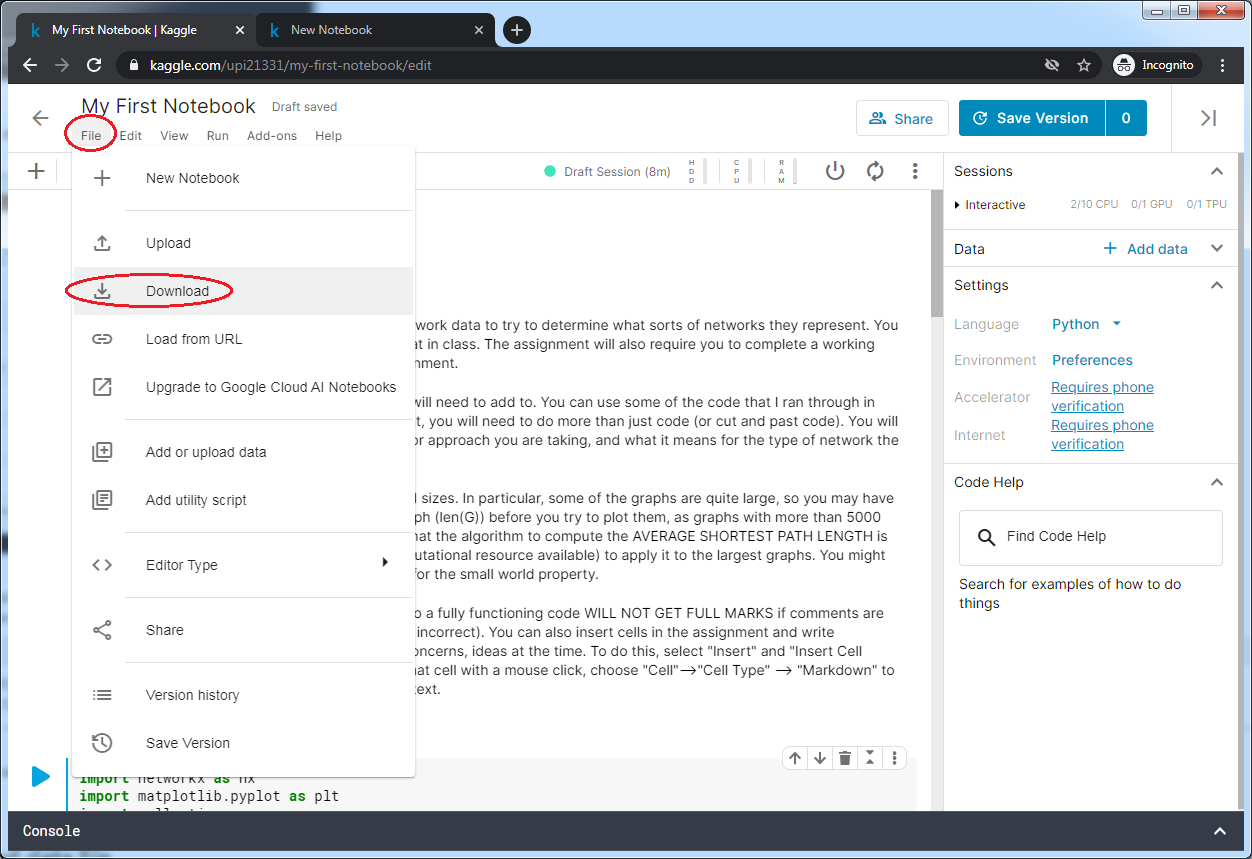 My First Notebook | Kaggle
New Notebook
kaggle.com/upi21331/my-first-notebook/edit
Incognito
My First Notebook
Draft saved
File
Edit
View
Run
Add-ons
Help
Share
Save Version
0
New Notebook
Upload
Download
Load from URL
Upgrade to Google Cloud AI Notebooks
Add or upload data
Add utility script
Editor Type
Share
Version history
Save Version
Draft Session (8m)
HDD
CPU
RAM
work data to try to determine what sorts of networks they represent. You
at in class. The assignment will also require you to complete a working
nment.
will need to add to. You can use some of the code that I ran through in
t, you will need to do more than just code (or cut and past code). You will
or approach you are taking, and what it means for the type of network the
l sizes. In particular, some of the graphs are quite large, so you may have
ph (len(G)) before you try to plot them, as graphs with more than 5000
hat the algorithm to compute the AVERAGE SHORTEST PATH LENGTH is
utational resource available) to apply it to the largest graphs. You might
for the small world property.
o a fully functioning code WILL NOT GET FULL MARKS if comments are
incorrect). You can also insert cells in the assignment and write
oncerns, ideas at the time. To do this, select "Insert" and "Insert Cell
hat cell with a mouse click, choose "Cell"-->"Cell Type" --> "Markdown" to
text.
import networkx as nx
import matplotlib.pyplot as plt
Sessions
Interactive
2/10 CPU
0/1 GPU
0/1 TPU
Data
+ Add data
Settings
Language
Python
Environment
Preferences
Accelerator
Requires phone
verification
Internet
Requires phone
verification
Code Help
Find Code Help
Search for examples of how to do
things
Console